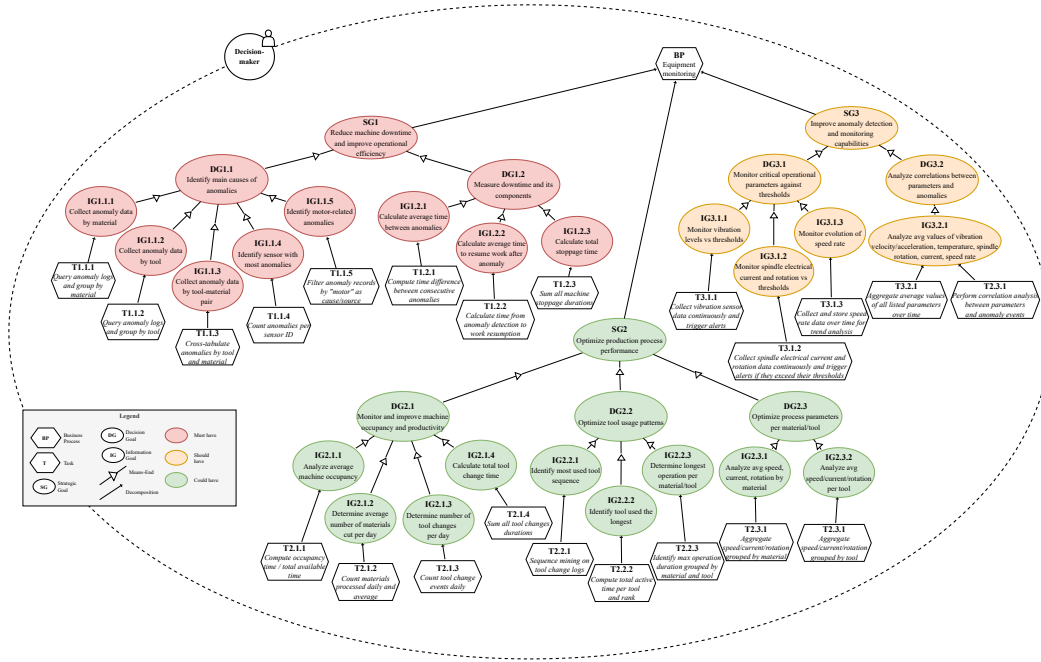 Decision-
maker
BP
Equipment
monitoring
SG1
Reduce machine downtime
and improve operational
efficiency
SG3
Improve anomaly detection
and monitoring
capabilities
DG1.1
Identify main causes of
anomalies
DG1.2
Measure downtime and its
components
DG3.1
Monitor critical operational
parameters against
thresholds
DG3.2
Analyze correlations between
parameters and
anomalies
IG1.1.1
Collect anomaly data by
material
IG1.1.2
Collect anomaly data
by tool
IG1.1.3
Collect anomaly data
by tool-material
pair
IG1.1.4
Identify sensor with
most anomalies
IG1.1.5
Identify motor-related
anomalies
IG1.2.1
Calculate average time
between anomalies
IG1.2.2
Calculate average time
to resume work after
anomaly
IG1.2.3
Calculate total
stoppage time
IG3.1.1
Monitor vibration
levels vs thresholds
IG3.1.2
Monitor spindle electrical
current and rotation vs
thresholds
IG3.1.3
Monitor evolution of
speed rate
IG3.2.1
Analyze avg values of vibration
velocity/acceleration, temperature, spindle
rotation, current, speed rate
T1.1.1
Query anomaly logs
and group by
material
T1.1.2
Query anomaly logs
and group by tool
T1.1.3
Cross-tabulate
anomalies by tool
and material
T1.1.4
Count anomalies per
sensor ID
T1.1.5
Filter anomaly records
by "motor" as
cause/source
T1.2.1
Compute time difference
between consecutive
anomalies
T1.2.2
Calculate time from
anomaly detection to
work resumption
T1.2.3
Sum all machine
stoppage durations
T3.1.1
Collect vibration sensor
data continuously and
trigger alerts
T3.1.3
Collect and store speed
rate data over time for
trend analysis
T3.1.2
Collect spindle electrical current and
rotation data continuously and trigger
alerts if they exceed their thresholds
T3.2.1
Aggregate average values
of all listed parameters
over time
T2.3.1
Perform correlation analysis
between parameters
and anomaly events
SG2
Optimize production process
performance
DG2.1
Monitor and improve machine
occupancy and productivity
DG2.2
Optimize tool usage patterns
DG2.3
Optimize process parameters
per material/tool
IG2.1.1
Analyze average
machine occupancy
IG2.1.2
Determine average
number of materials
cut per day
IG2.1.3
Determine number of
tool changes
per day
IG2.1.4
Calculate total tool
change time
IG2.2.1
Identify most used tool
sequence
IG2.2.2
Identify tool used the
longest
IG2.2.3
Determine longest
operation per
material/tool
IG2.3.1
Analyze avg speed,
current, rotation by
material
IG2.3.2
Analyze avg
speed/current/rotation
per tool
T2.1.1
Compute occupancy
time / total available
time
T2.1.2
Count materials
processed daily and
average
T2.1.3
Count tool change
events daily
T2.1.4
Sum all tool changes
durations
T2.2.1
Sequence mining on
tool change logs
T2.2.2
Compute total active
time per tool
and rank
T2.2.3
Identify max operation
duration grouped by
material and tool
T2.3.1
Aggregate
speed/current/rotation
grouped by material
T2.3.1
Aggregate
speed/current/rotation
grouped by tool
Legend
BP
Business
Process
DG
Decision
Goal
Must have
T
Task
IG
Information
Goal
Should
have
SG
Strategic
Goal
Means-End
Decomposition
Could have